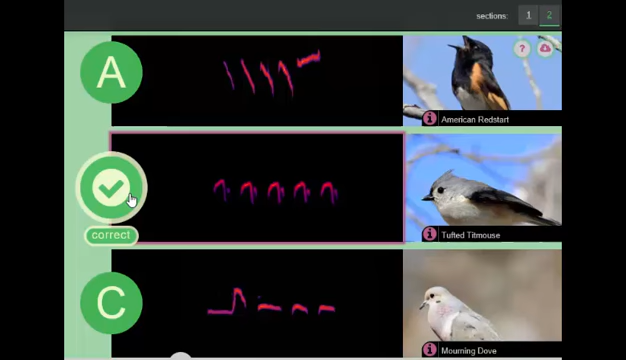 sections: 1 2
A
?
i American Redstart
correct
i Tufted Titmouse
C
i Mourning Dove